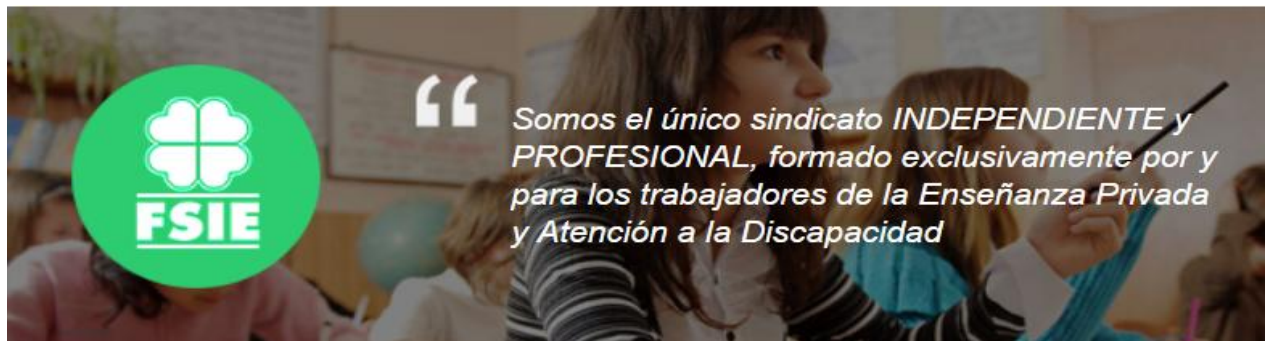 FSIE
“
Somos el único sindicato INDEPENDIENTE y
PROFESIONAL, formado exclusivamente por y
para los trabajadores de la Enseñanza Privada
y Atención a la Discapacidad